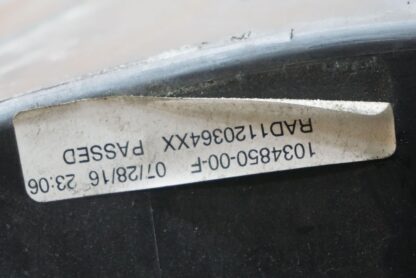 1034850-00-F 07/28/16 23:06
RAD1120364XX PASSED